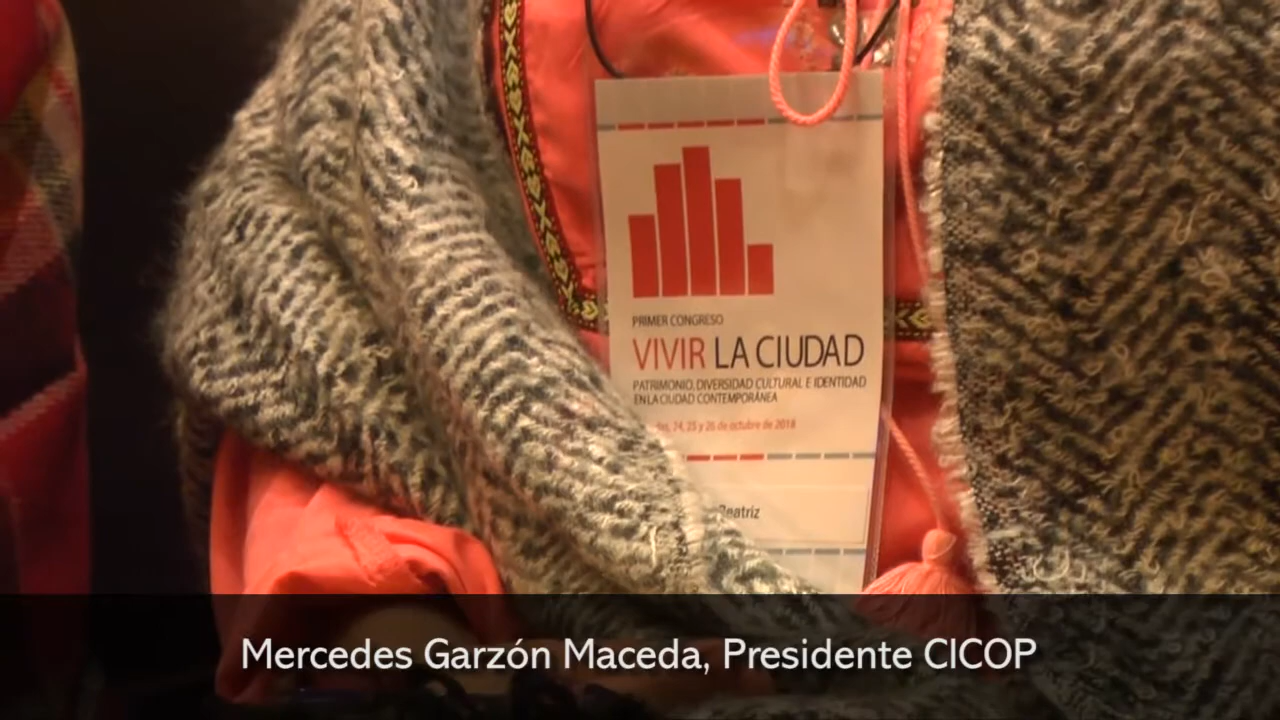 PRIMER CONGRESO
VIVIR LA CIUDAD
PATRIMONIO, DIVERSIDAD CULTURAL E IDENTIDAD
EN LA CIUDAD CONTEMPORÁNEA
24, 25 y 26 de octubre de 2018
Beatriz
Mercedes Garzón Maceda, Presidente CICOP